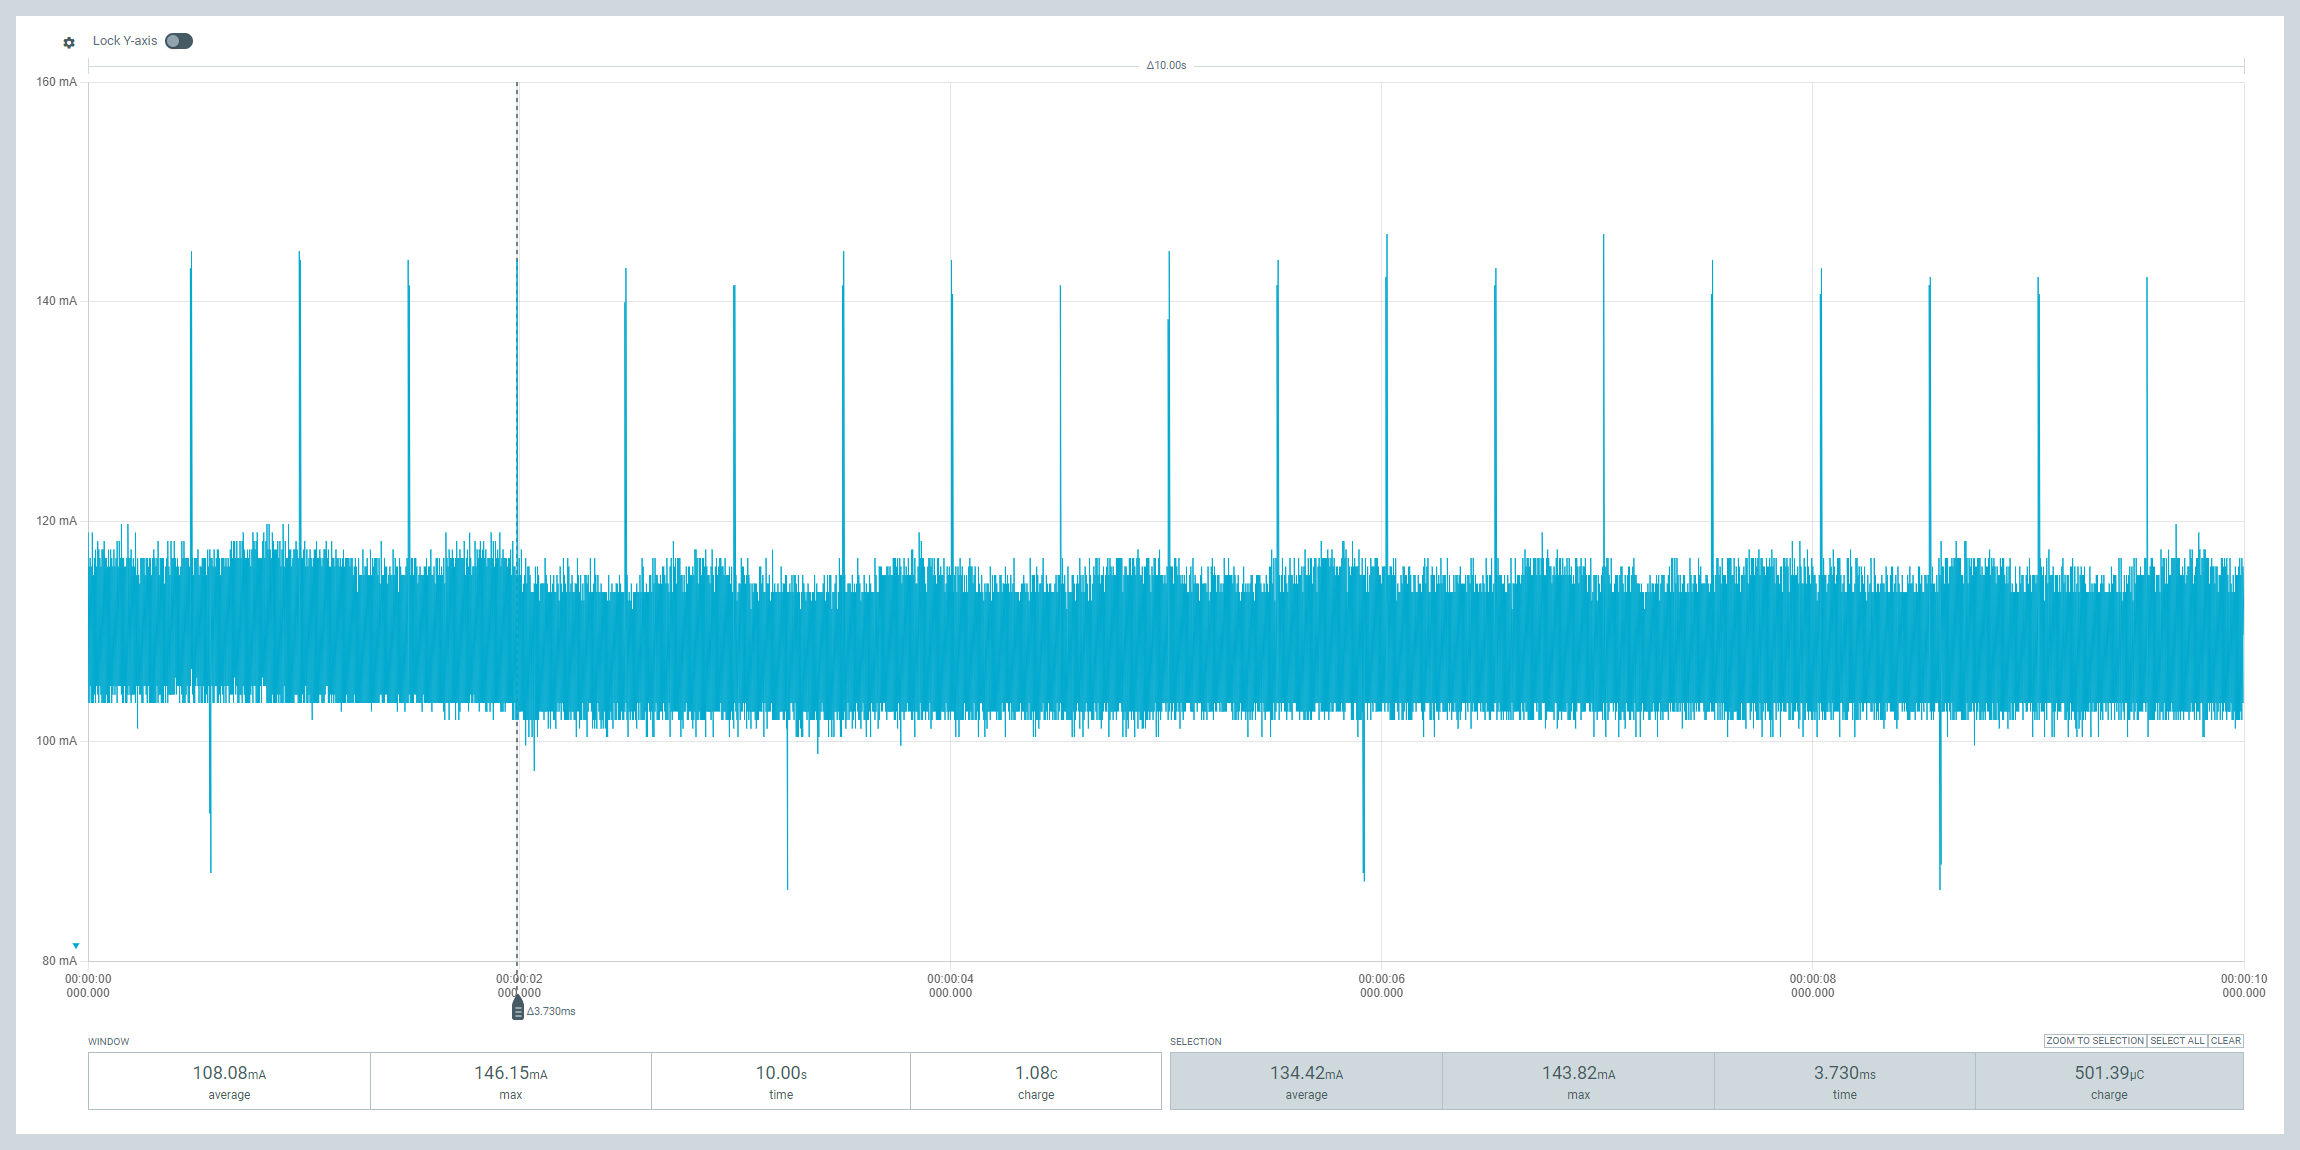 Lock Y-axis
Δ10.00s
160 mA
140 mA
120 mA
100 mA
80 mA
00:00:00 00:00:02 00:00:04 00:00:06 00:00:08 00:00:10
000.000 000.000 000.000 000.000 000.000 000.000
Δ3.730ms
WINDOW
108.08mA 146.15mA 10.00s 1.08C
average max time charge
SELECTION
ZOOM TO SELECTION SELECT ALL CLEAR
134.42mA 143.82mA 3.730ms 501.39μC
average max time charge